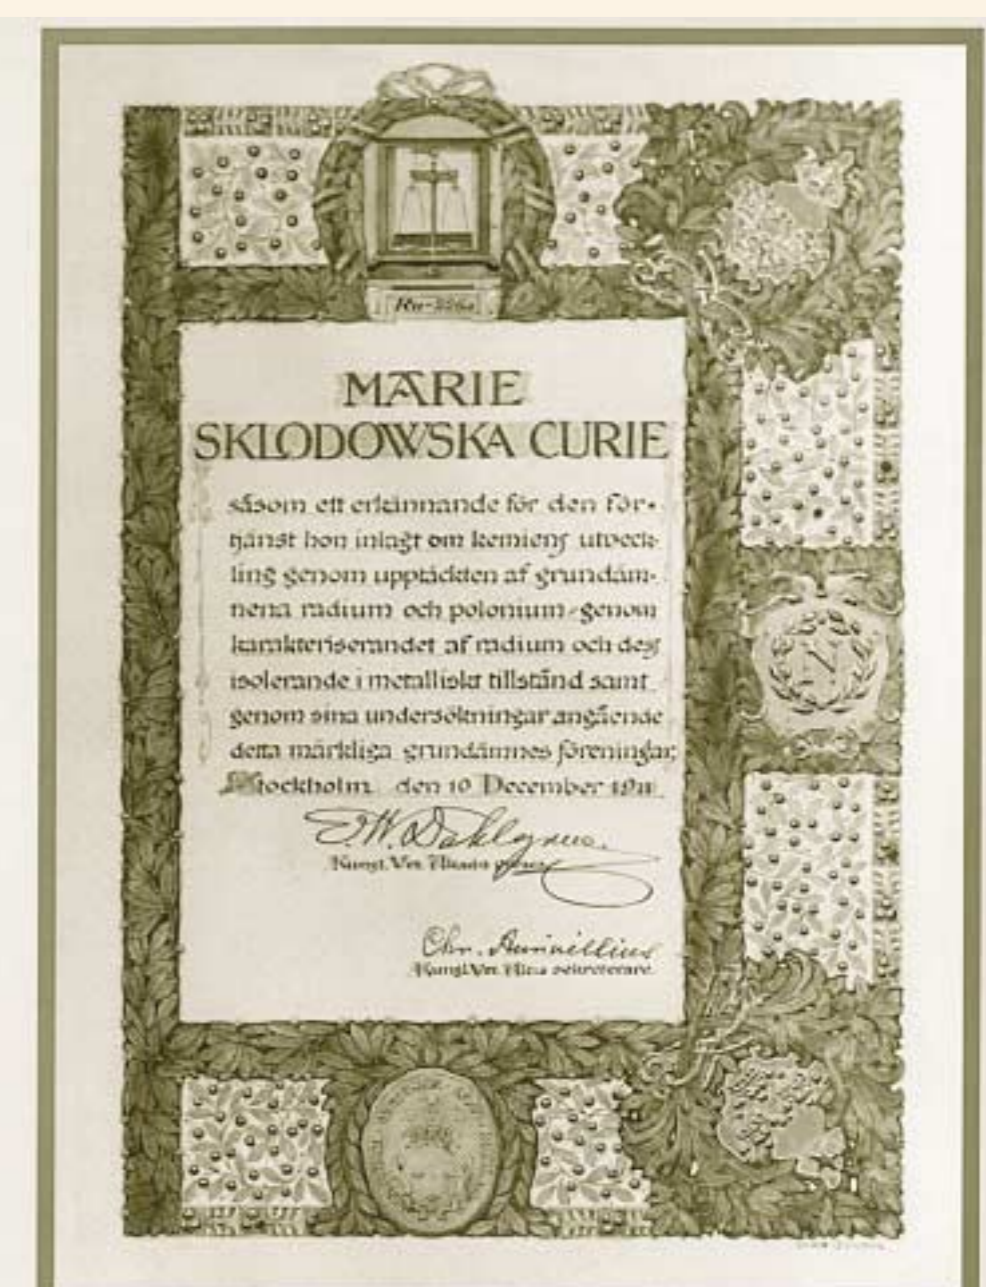 MARIE
SKLODOWSKA CURIE
såsom ett erkännande för den för-
tjänst hon inlagt om kemiens utveck-
ling genom upptäckten af grundäm-
nena radium och polonium, genom
karakteriserandet af radium och dess
isolerande i metalliskt tillstånd samt
genom sina undersökningar angående
detta märkliga grundämnes föreningar.
Stockholm den 10 December 1911
E.W. Dahlgren.
Kungl. Vet. Akad:s
Chr. Aurivillius
Kungl. Vet. Ak:s sekreterare.